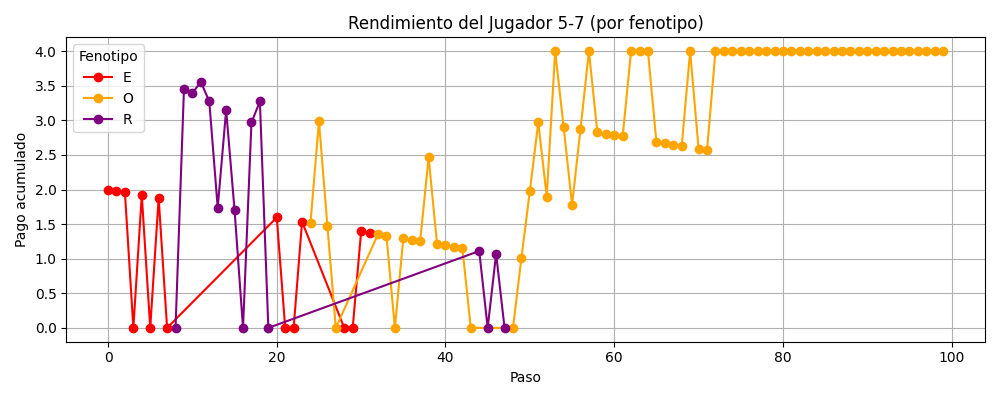 Rendimiento del Jugador 5-7 (por fenotipo)
Fenotipo
E
O
R
Pago acumulado
4.0
3.5
3.0
2.5
2.0
1.5
1.0
0.5
0.0
0 20 40 60 80 100
Paso